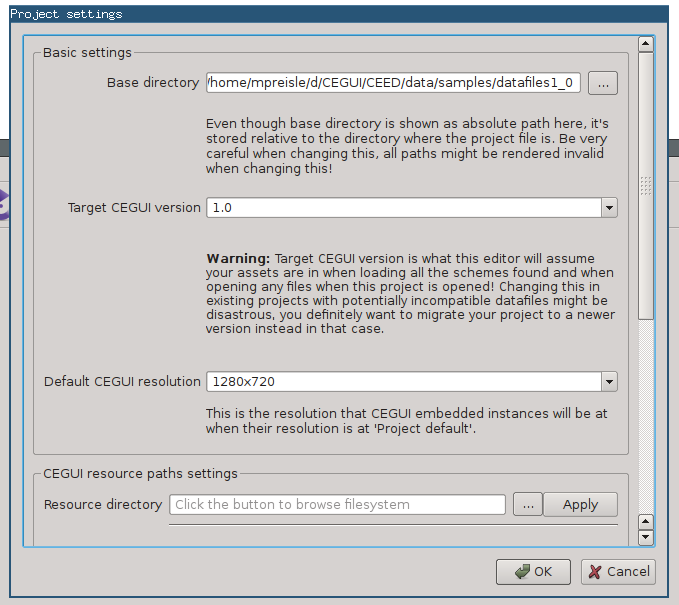 Project settings
Basic settings
Base directory
/home/mpreisle/d/CEGUI/CEED/data/samples/datafiles1_0
...
Even though base directory is shown as absolute path here, it's
stored relative to the directory where the project file is. Be very
careful when changing this, all paths might be rendered invalid
when changing this!
Target CEGUI version
1.0
Warning: Target CEGUI version is what this editor will assume
your assets are in when loading all the schemes found and when
opening any files when this project is opened! Changing this in
existing projects with potentially incompatible datafiles might be
disastrous, you definitely want to migrate your project to a newer
version instead in that case.
Default CEGUI resolution
1280x720
This is the resolution that CEGUI embedded instances will be at
when their resolution is at 'Project default'.
CEGUI resource paths settings
Resource directory
Click the button to browse filesystem
...
Apply
OK
Cancel